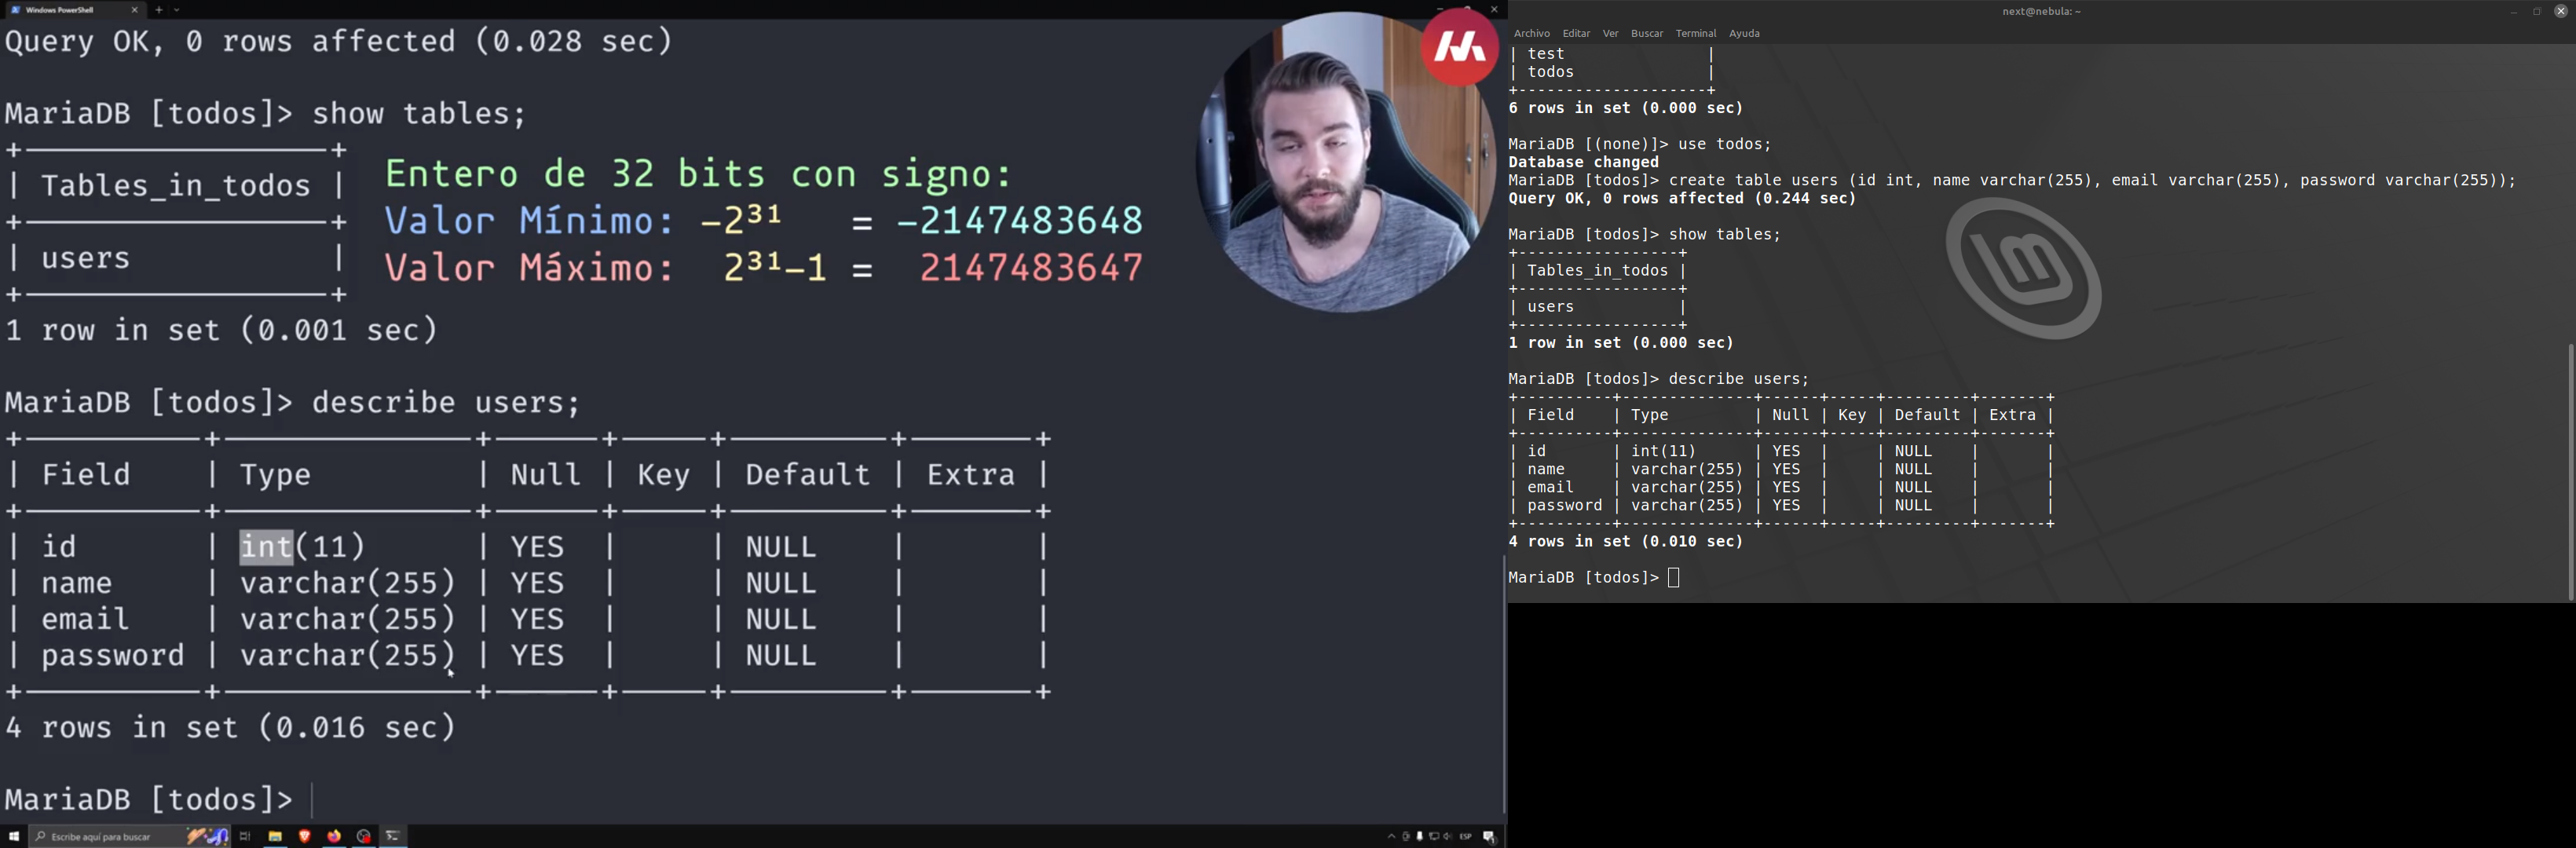 Windows PowerShell
Query OK, 0 rows affected (0.028 sec)
MariaDB [todos]> show tables;
+-----------------+
| Tables_in_todos |
+-----------------+
| users           |
+-----------------+
1 row in set (0.001 sec)
Entero de 32 bits con signo:
Valor Mínimo: -2³¹ = -2147483648
Valor Máximo: 2³¹-1 = 2147483647
MariaDB [todos]> describe users;
+----------+--------------+------+-----+---------+-------+
| Field    | Type         | Null | Key | Default | Extra |
+----------+--------------+------+-----+---------+-------+
| id       | int(11)      | YES  |     | NULL    |       |
| name     | varchar(255) | YES  |     | NULL    |       |
| email    | varchar(255) | YES  |     | NULL    |       |
| password | varchar(255) | YES  |     | NULL    |       |
+----------+--------------+------+-----+---------+-------+
4 rows in set (0.016 sec)
MariaDB [todos]>
Escribe aquí para buscar
ESP
next@nebula: ~
Archivo Editar Ver Buscar Terminal Ayuda
| test               |
| todos              |
+--------------------+
6 rows in set (0.000 sec)
MariaDB [(none)]> use todos;
Database changed
MariaDB [todos]> create table users (id int, name varchar(255), email varchar(255), password varchar(255));
Query OK, 0 rows affected (0.244 sec)
MariaDB [todos]> show tables;
+-----------------+
| Tables_in_todos |
+-----------------+
| users           |
+-----------------+
1 row in set (0.000 sec)
MariaDB [todos]> describe users;
+----------+--------------+------+-----+---------+-------+
| Field    | Type         | Null | Key | Default | Extra |
+----------+--------------+------+-----+---------+-------+
| id       | int(11)      | YES  |     | NULL    |       |
| name     | varchar(255) | YES  |     | NULL    |       |
| email    | varchar(255) | YES  |     | NULL    |       |
| password | varchar(255) | YES  |     | NULL    |       |
+----------+--------------+------+-----+---------+-------+
4 rows in set (0.010 sec)
MariaDB [todos]>